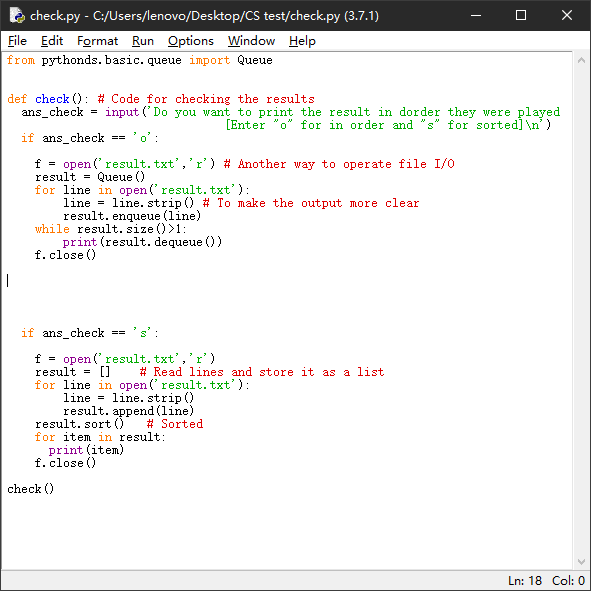 check.py - C:/Users/lenovo/Desktop/CS test/check.py (3.7.1)
File Edit Format Run Options Window Help
from pythonds.basic.queue import Queue
def check(): # Code for checking the results
ans_check = input('Do you want to print the result in dorder they were played
[Enter "o" for in order and "s" for sorted]\n')
if ans_check == 'o':
f = open('result.txt','r') # Another way to operate file I/O
result = Queue()
for line in open('result.txt'):
line = line.strip() # To make the output more clear
result.enqueue(line)
while result.size()>1:
print(result.dequeue())
f.close()
if ans_check == 's':
f = open('result.txt','r')
result = [] # Read lines and store it as a list
for line in open('result.txt'):
line = line.strip()
result.append(line)
result.sort() # Sorted
for item in result:
print(item)
f.close()
check()
Ln: 18 Col: 0